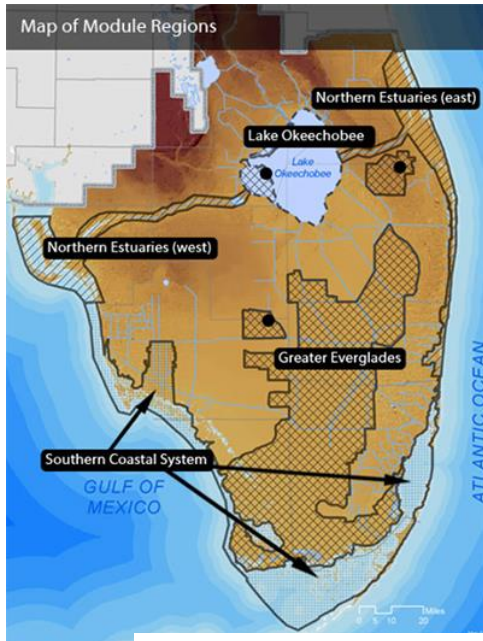 Map of Module Regions
Northern Estuaries (east)
Lake Okeechobee
Lake
Okeechobee
Northern Estuaries (west)
Greater Everglades
Southern Coastal System
GULF OF
MEXICO
ATLANTIC OCEAN
Miles
0 5 10 20